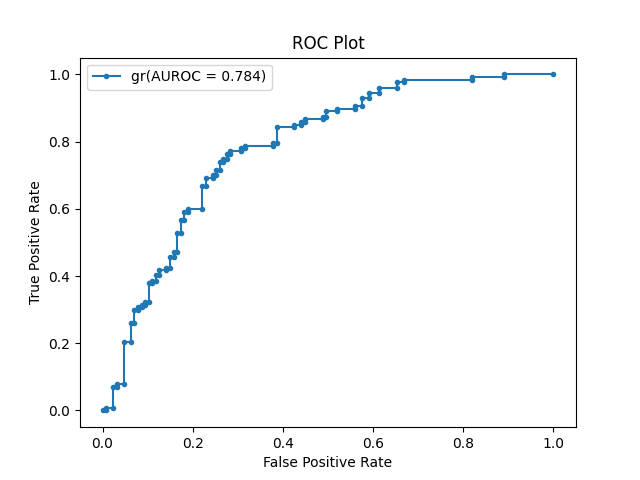 ROC Plot
gr(AUROC = 0.784)
True Positive Rate
1.0
0.8
0.6
0.4
0.2
0.0
0.0 0.2 0.4 0.6 0.8 1.0
False Positive Rate